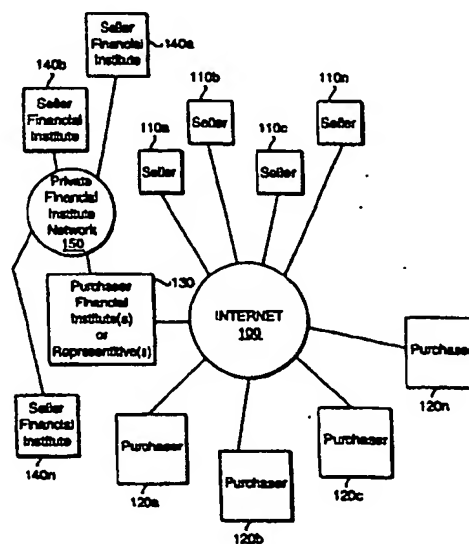 140a
Seller
Financial
Institute
140b
Seller
Financial
Institute
110b
Seller
110n
Seller
110a
Seller
110c
Seller
Private
Financial
Institute
Network
150
130
Purchaser
Financial
Institute(s)
or
Representitive(s)
INTERNET
100
Purchaser
120n
Seller
Financial
Institute
140n
Purchaser
120a
Purchaser
120b
Purchaser
120c